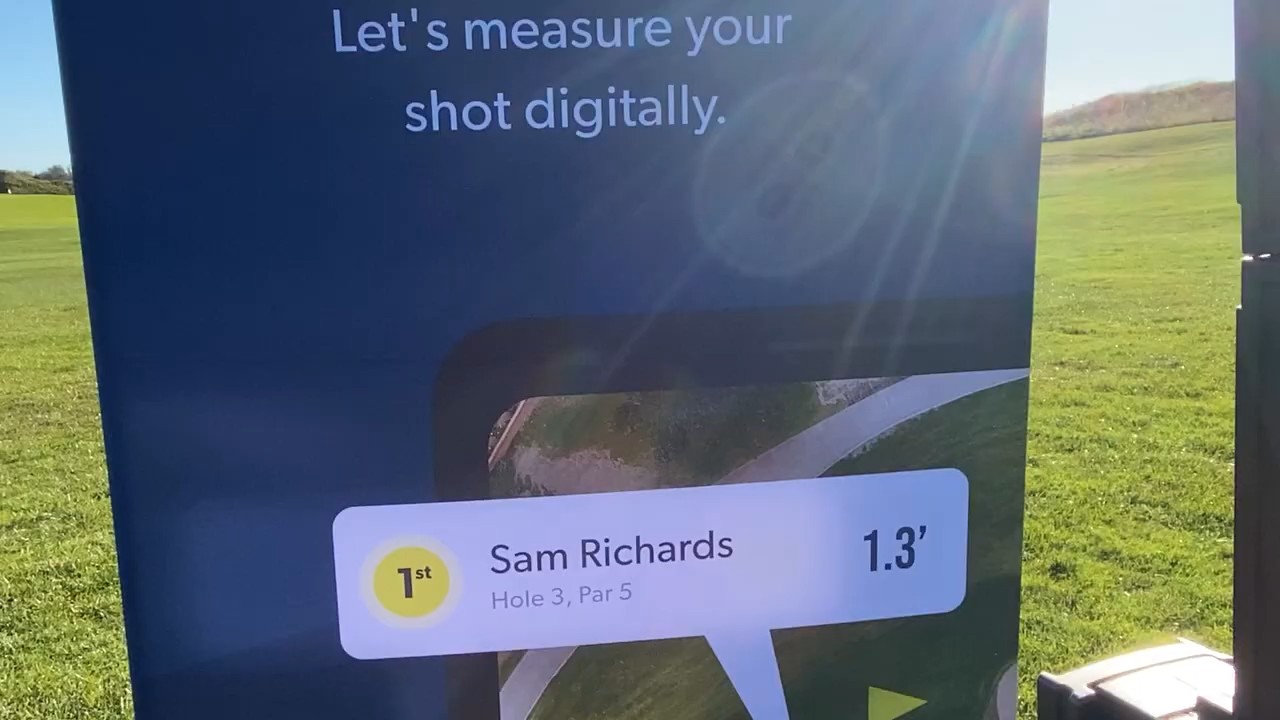 Let's measure your
shot digitally.
1st
Sam Richards
1.3’
Hole 3, Par 5